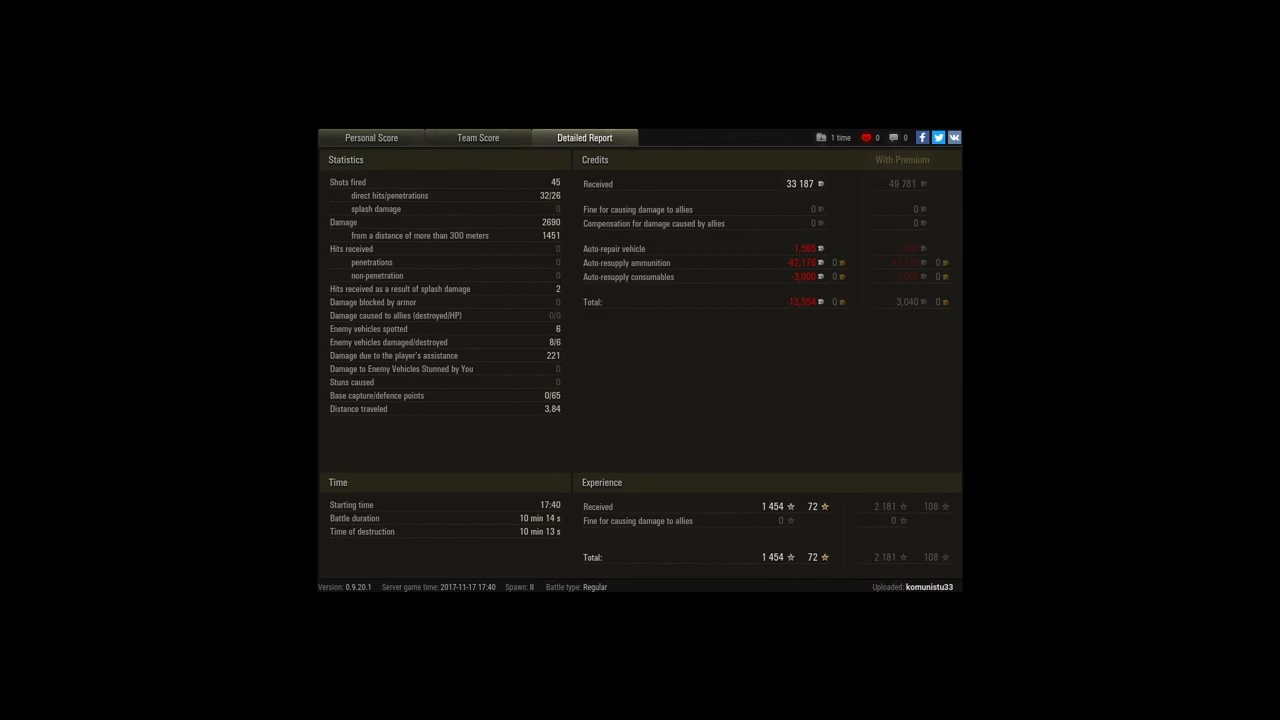 Personal Score Team Score Detailed Report 1 time 0 0
Statistics
Shots fired 45
direct hits/penetrations 32/26
splash damage 0
Damage 2690
from a distance of more than 300 meters 1451
Hits received 0
penetrations 0
non-penetration 0
Hits received as a result of splash damage 2
Damage blocked by armor 0
Damage caused to allies (destroyed/HP) 0/0
Enemy vehicles spotted 6
Enemy vehicles damaged/destroyed 8/6
Damage due to the player's assistance 221
Damage to Enemy Vehicles Stunned by You 0
Stuns caused 0
Base capture/defence points 0/65
Distance traveled 3,84
Credits With Premium
Received 33 187 49 781
Fine for causing damage to allies 0 0
Compensation for damage caused by allies 0 0
Auto-repair vehicle -1,565
Auto-resupply ammunition -42,176 0 0
Auto-resupply consumables -3,000 0 0
Total: -13,554 0 3,040 0
Time
Starting time 17:40
Battle duration 10 min 14 s
Time of destruction 10 min 13 s
Experience
Received 1 454 72 2 181 108
Fine for causing damage to allies 0 0
Total: 1 454 72 2 181 108
Version: 0.9.20.1 Server game time: 2017-11-17 17:40 Spawn: II Battle type: Regular Uploaded: komunistu33